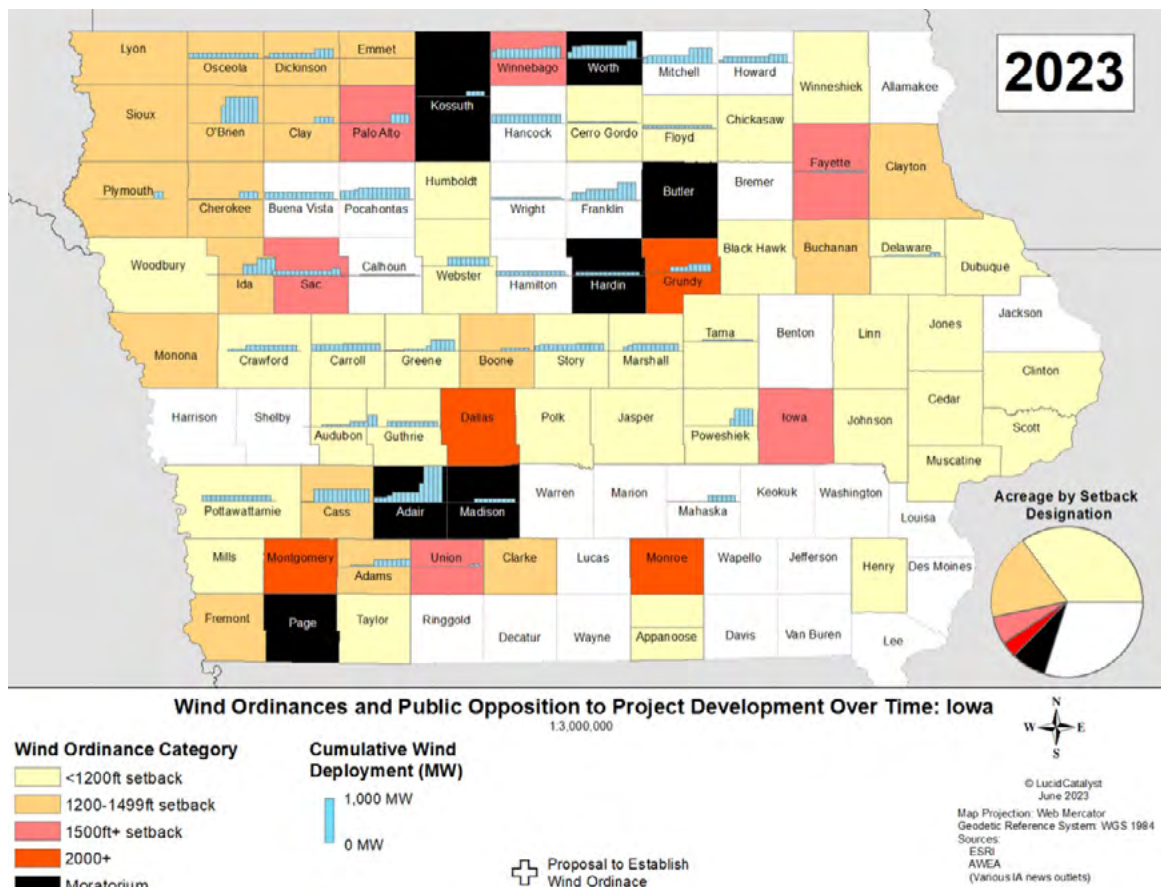 2023
Lyon
Osceola
Dickinson
Emmet
Kossuth
Winnebago
Worth
Mitchell
Howard
Winneshiek
Allamakee
Sioux
O'Brien
Clay
Palo Alto
Hancock
Cerro Gordo
Floyd
Chickasaw
Fayette
Clayton
Plymouth
Cherokee
Buena Vista
Pocahontas
Humboldt
Wright
Franklin
Butler
Bremer
Woodbury
Ida
Sac
Calhoun
Webster
Hamilton
Hardin
Grundy
Black Hawk
Buchanan
Delaware
Dubuque
Monona
Crawford
Carroll
Greene
Boone
Story
Marshall
Tama
Benton
Linn
Jones
Jackson
Clinton
Cedar
Harrison
Shelby
Audubon
Guthrie
Dallas
Polk
Jasper
Poweshiek
Iowa
Johnson
Scott
Muscatine
Pottawattamie
Cass
Adair
Madison
Warren
Marion
Mahaska
Keokuk
Washington
Louisa
Mills
Montgomery
Adams
Union
Clarke
Lucas
Monroe
Wapello
Jefferson
Henry
Des Moines
Fremont
Page
Taylor
Ringgold
Decatur
Wayne
Appanoose
Davis
Van Buren
Lee
Acreage by Setback
Designation
Wind Ordinances and Public Opposition to Project Development Over Time: Iowa
1:3,000,000
Wind Ordinance Category
<1200ft setback
1200-1499ft setback
1500ft+ setback
2000+
Moratorium
Cumulative Wind
Deployment (MW)
1,000 MW
0 MW
Proposal to Establish
Wind Ordinace
N
W
E
S
© LucidCatalyst
June 2023
Map Projection: Web Mercator
Geodetic Reference System: WGS 1984
Sources:
ESRI
AWEA
(Various IA news outlets)